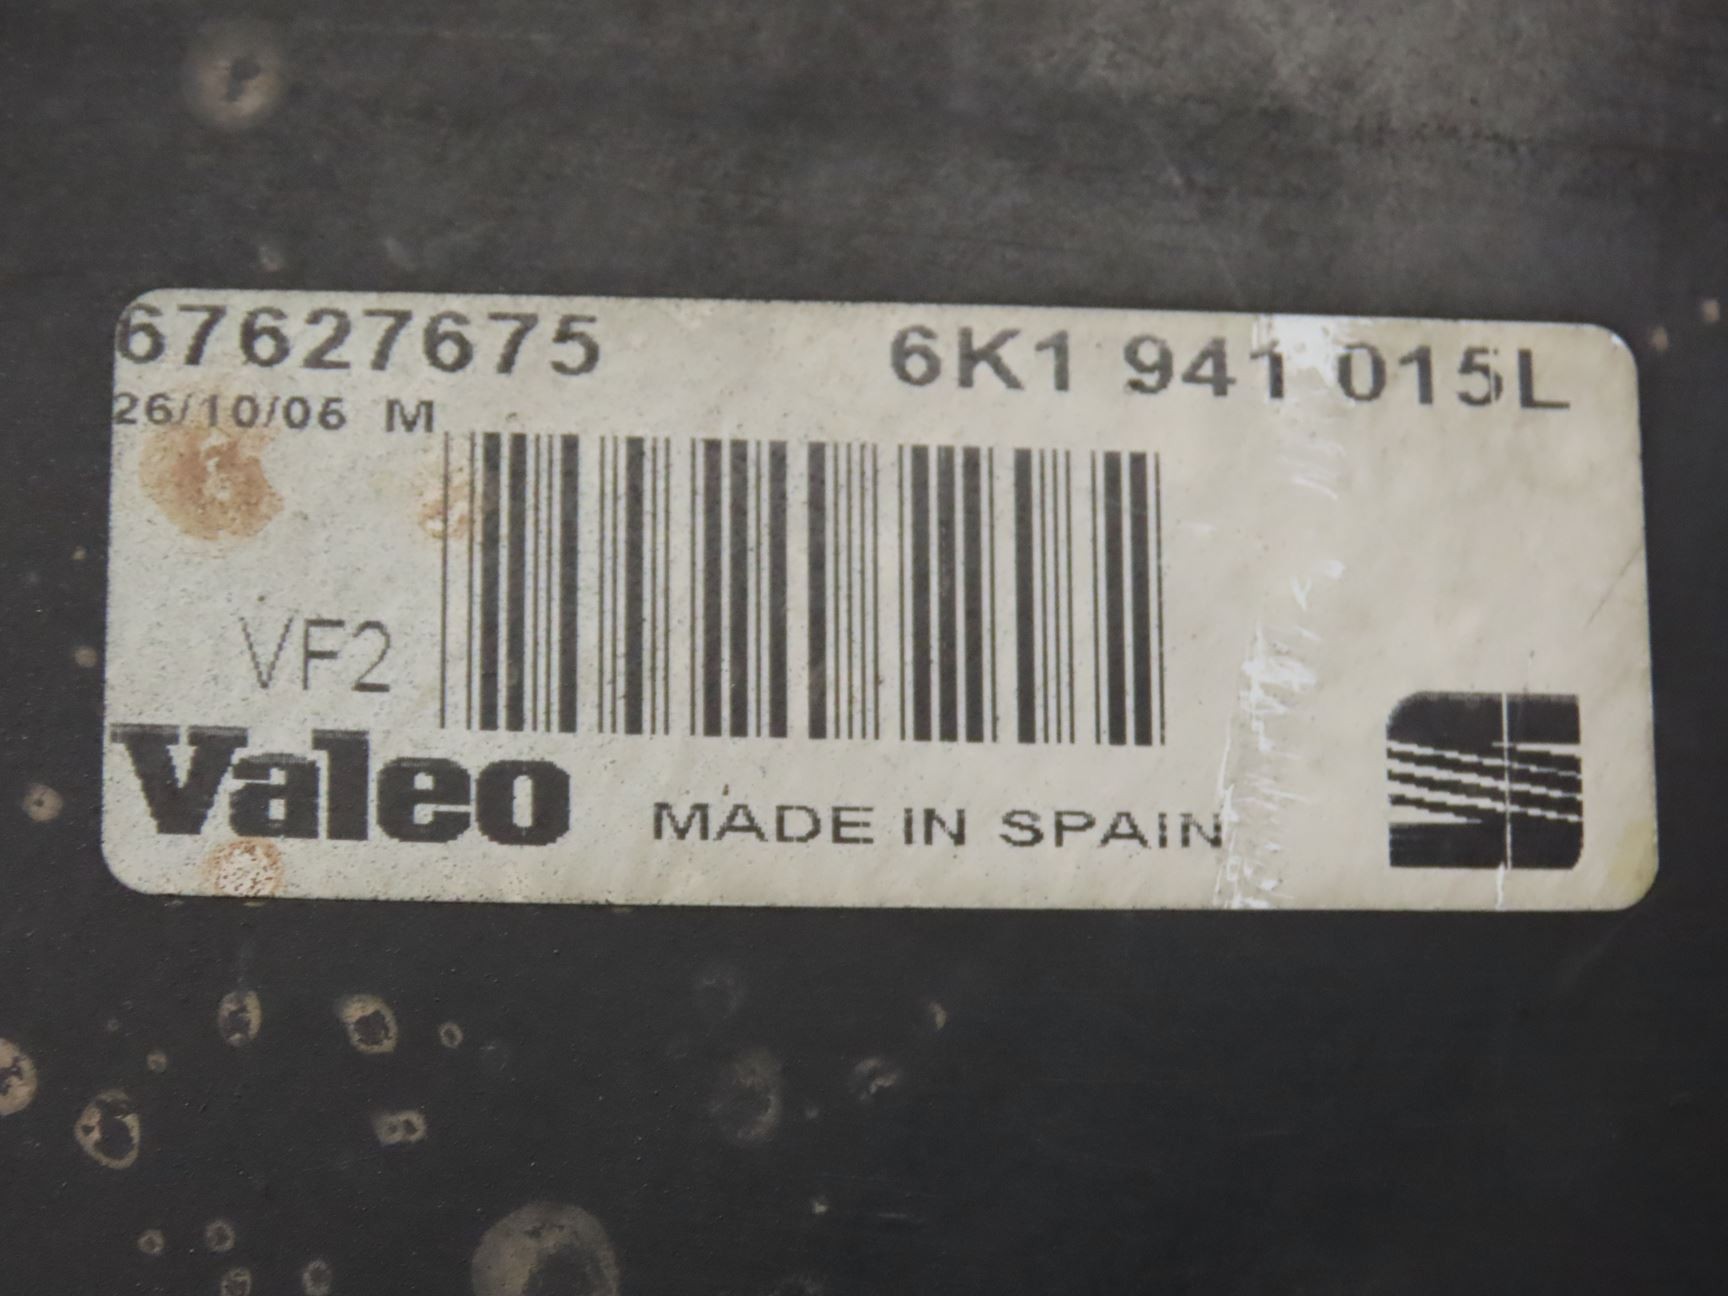 67627675 6K1 941 015L
26/10/06 M
VF2
Valeo MADE IN SPAIN